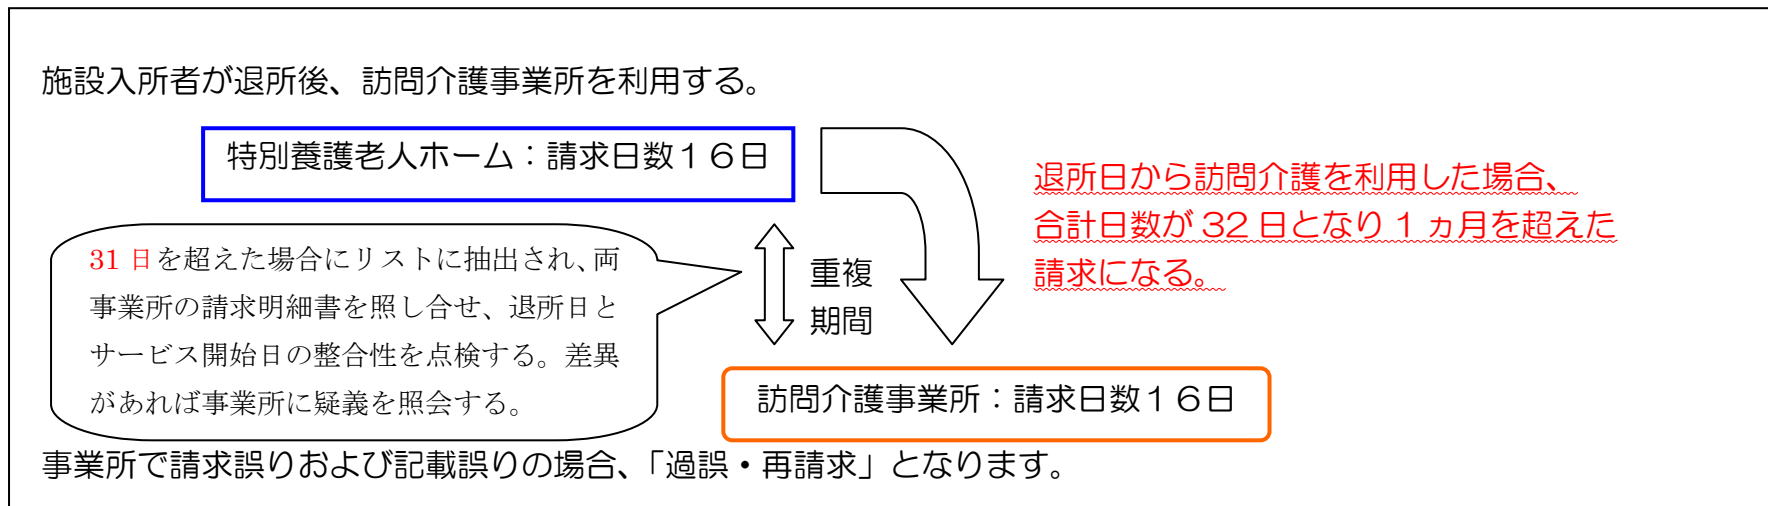 施設入所者が退所後、訪問介護事業所を利用する。
特別養護老人ホーム：請求日数１６日
退所日から訪問介護を利用した場合、
合計日数が 32 日となり 1 ヵ月を超えた
請求になる。
31 日を超えた場合にリストに抽出され、両
事業所の請求明細書を照し合せ、退所日と
サービス開始日の整合性を点検する。差異
があれば事業所に疑義を照会する。
重複
期間
訪問介護事業所：請求日数１６日
事業所で請求誤りおよび記載誤りの場合、「過誤・再請求」となります。